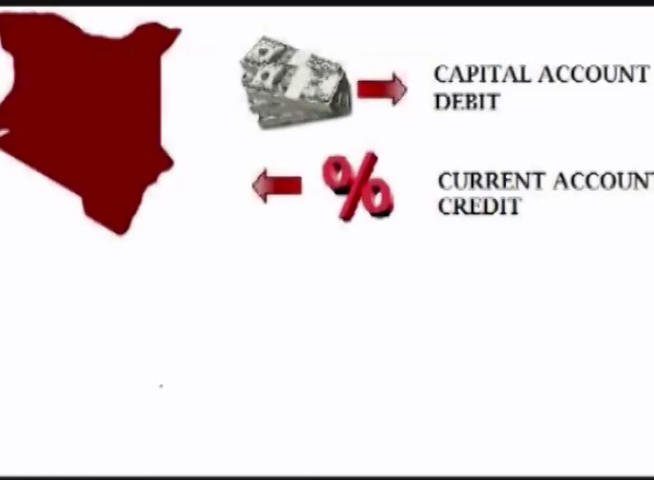 CAPITAL ACCOUNT
DEBIT
%
CURRENT ACCOUNT
CREDIT